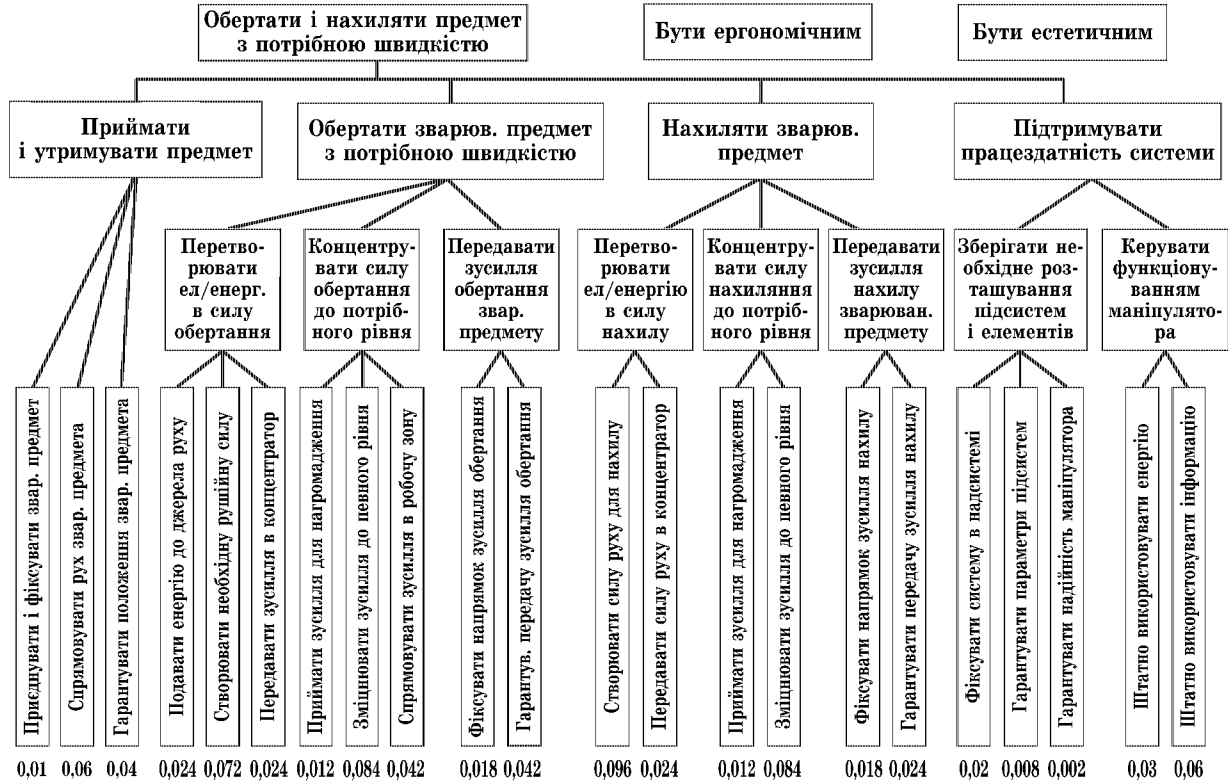 Обертати і нахиляти предмет
з потрібною швидкістю
Бути ергономічним
Бути естетичним
Приймати
і утримувати предмет
Обертати зварюв. предмет
з потрібною швидкістю
Нахиляти зварюв.
предмет
Підтримувати
працездатність системи
Перетво-
рювати
ел/енерг.
в силу
обертання
Концентру-
вати силу
обертання
до потріб-
ного рівня
Передавати
зусилля
обертання
звар.
предмету
Перетво-
рювати
ел/енергію
в силу
нахилу
Концентру-
вати силу
нахиляння
до потріб-
ного рівня
Передавати
зусилля
нахилу
зварюван.
предмету
Зберігати не-
обхідне роз-
ташування
підсистем
і елементів
Керувати
функціону-
ванням
маніпулято-
ра
Приєднувати і фіксувати звар. предмет
Спрямовувати рух звар. предмета
Гарантувати положення звар. предмета
Подавати енергію до джерела руху
Створювати необхідну рушійну силу
Передавати зусилля в концентратор
Приймати зусилля для нагромадження
Зміцнювати зусилля до певного рівня
Спрямовувати зусилля в робочу зону
Фіксувати напрямок зусилля обертання
Гарантув. передачу зусилля обертання
Створювати силу руху для нахилу
Передавати силу руху в концентратор
Приймати зусилля для нагромадження
Зміцнювати зусилля до певного рівня
Фіксувати напрямок зусилля нахилу
Гарантувати передачу зусилля нахилу
Фіксувати систему в надсистемі
Гарантувати параметри підсистем
Гарантувати надійність маніпулятора
Штатно використовувати енергію
Штатно використовувати інформацію
0,01 0,06 0,04 0,024 0,072 0,024 0,012 0,084 0,042 0,018 0,042 0,096 0,024 0,012 0,084 0,018 0,024 0,02 0,008 0,002 0,03 0,06